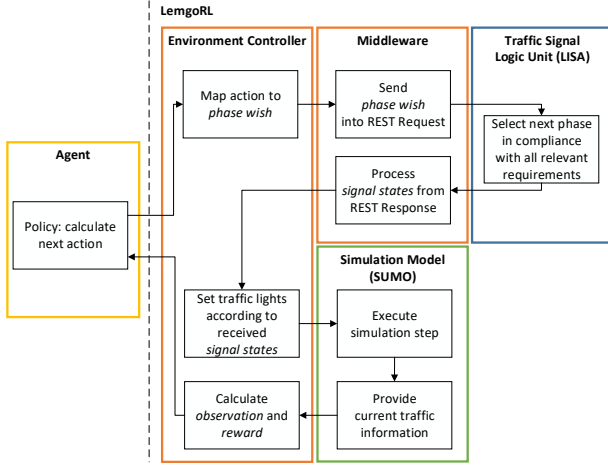 LemgoRL
Environment Controller
Middleware
Traffic Signal
Logic Unit (LISA)
Map action to
phase wish
Send
phase wish
into REST Request
Select next phase
in compliance
with all relevant
requirements
Agent
Policy: calculate
next action
Process
signal states from
REST Response
Simulation Model
(SUMO)
Set traffic lights
according to
received
signal states
Execute
simulation step
Calculate
observation and
reward
Provide
current traffic
information